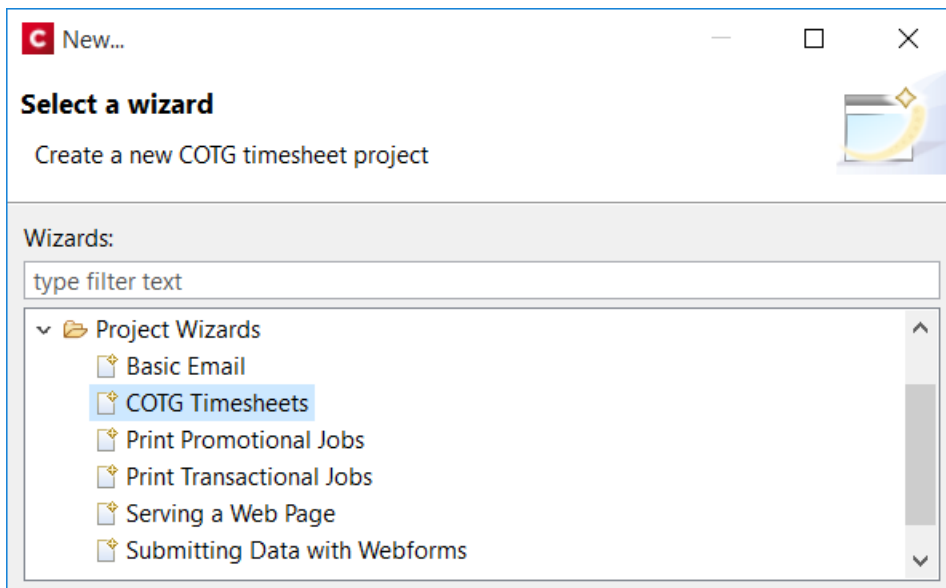 C New...
Select a wizard
Create a new COTG timesheet project
Wizards:
type filter text
Project Wizards
Basic Email
COTG Timesheets
Print Promotional Jobs
Print Transactional Jobs
Serving a Web Page
Submitting Data with Webforms